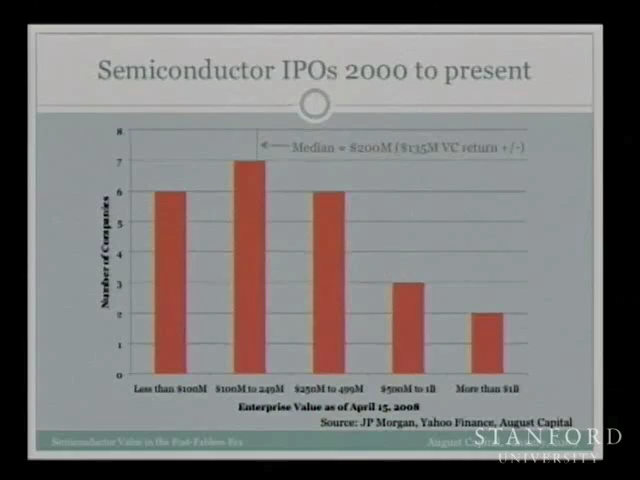 Semiconductor IPOs 2000 to present
8
Median = $200M ($135M VC return +/-)
7
6
5
4
3
2
1
0
Number of Companies
Less than $100M
$100M to 249M
$250M to 499M
$500M to 1B
More than $1B
Enterprise Value as of April 15, 2008
Source: JP Morgan, Yahoo Finance, August Capital
Semiconductor Value in the Post-Fabless Era
August Capital
STANFORD
UNIVERSITY